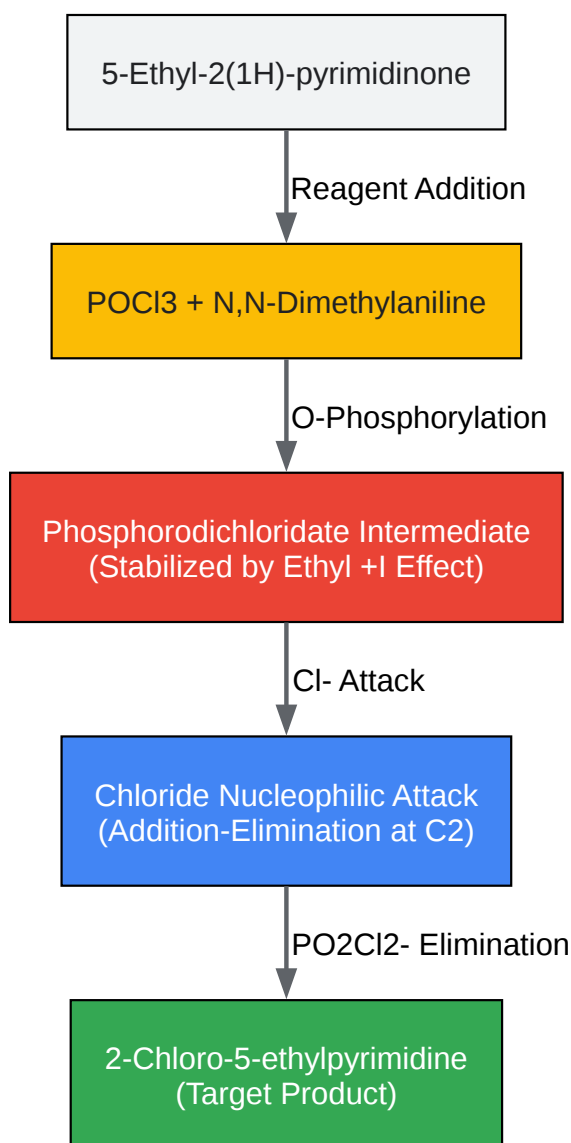 5-Ethyl-2(1H)-pyrimidinone
Reagent Addition
POCl3 + N,N-Dimethylaniline
O-Phosphorylation
Phosphorodichloridate Intermediate
(Stabilized by Ethyl +I Effect)
Cl- Attack
Chloride Nucleophilic Attack
(Addition-Elimination at C2)
PO2Cl2- Elimination
2-Chloro-5-ethylpyrimidine
(Target Product)